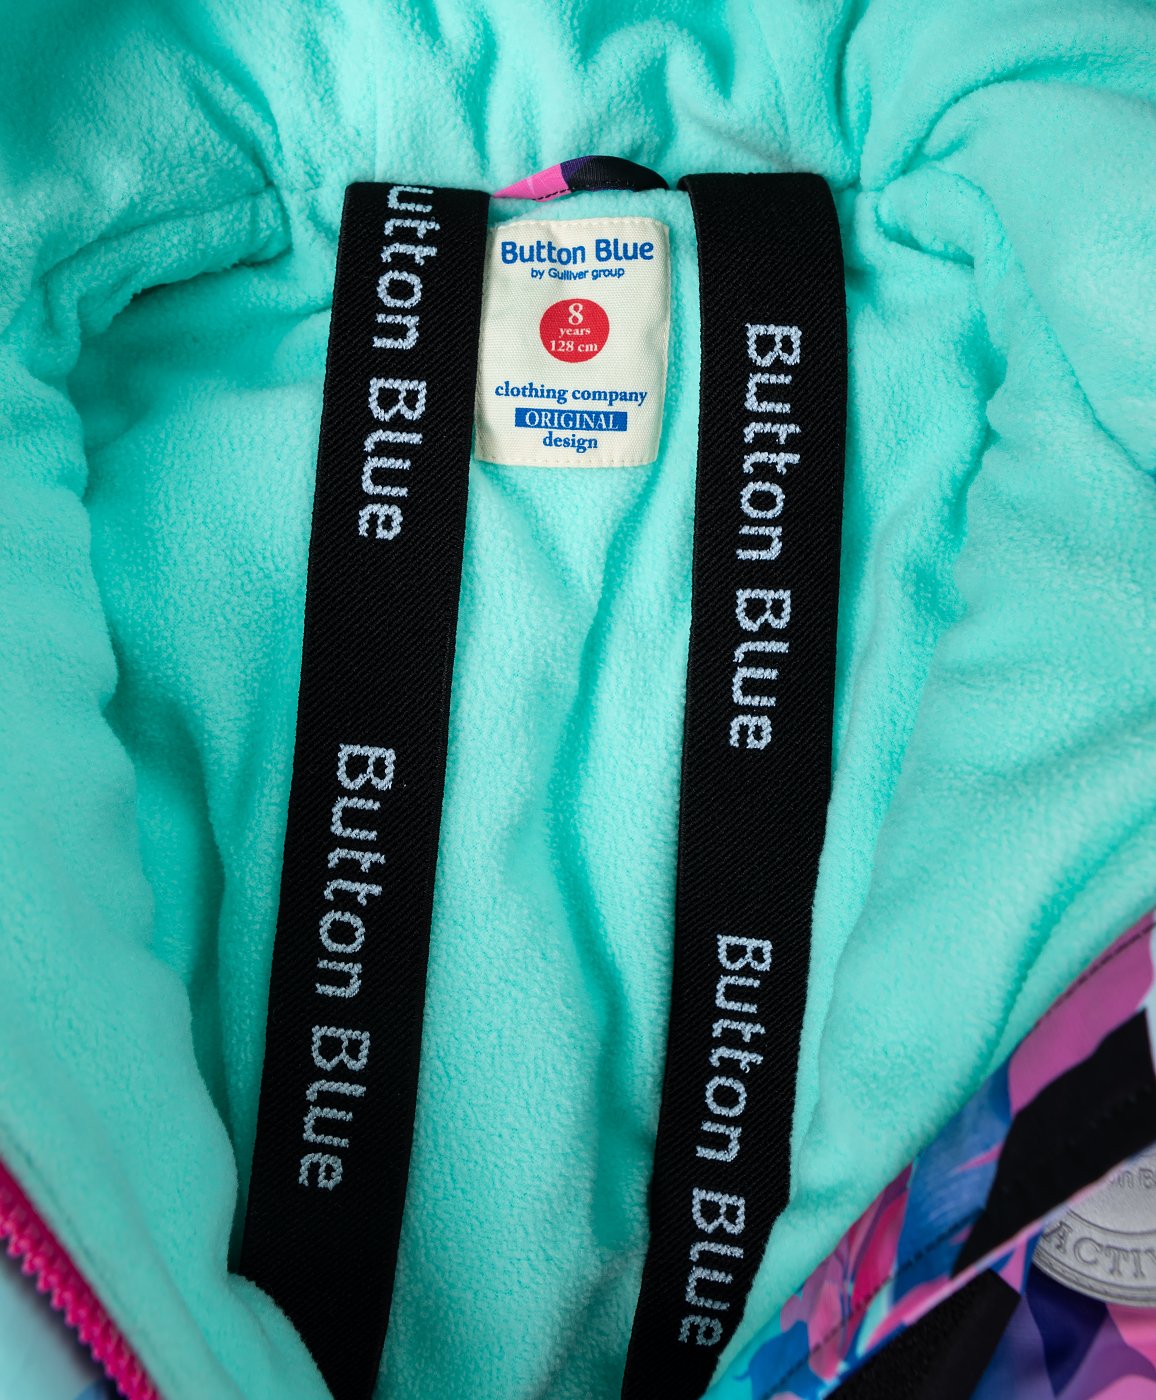 Button Blue
by Gulliver group
8
years
128 cm
clothing company
ORIGINAL
design
utton Blue
Button Blue
Button Blue
Button Blue